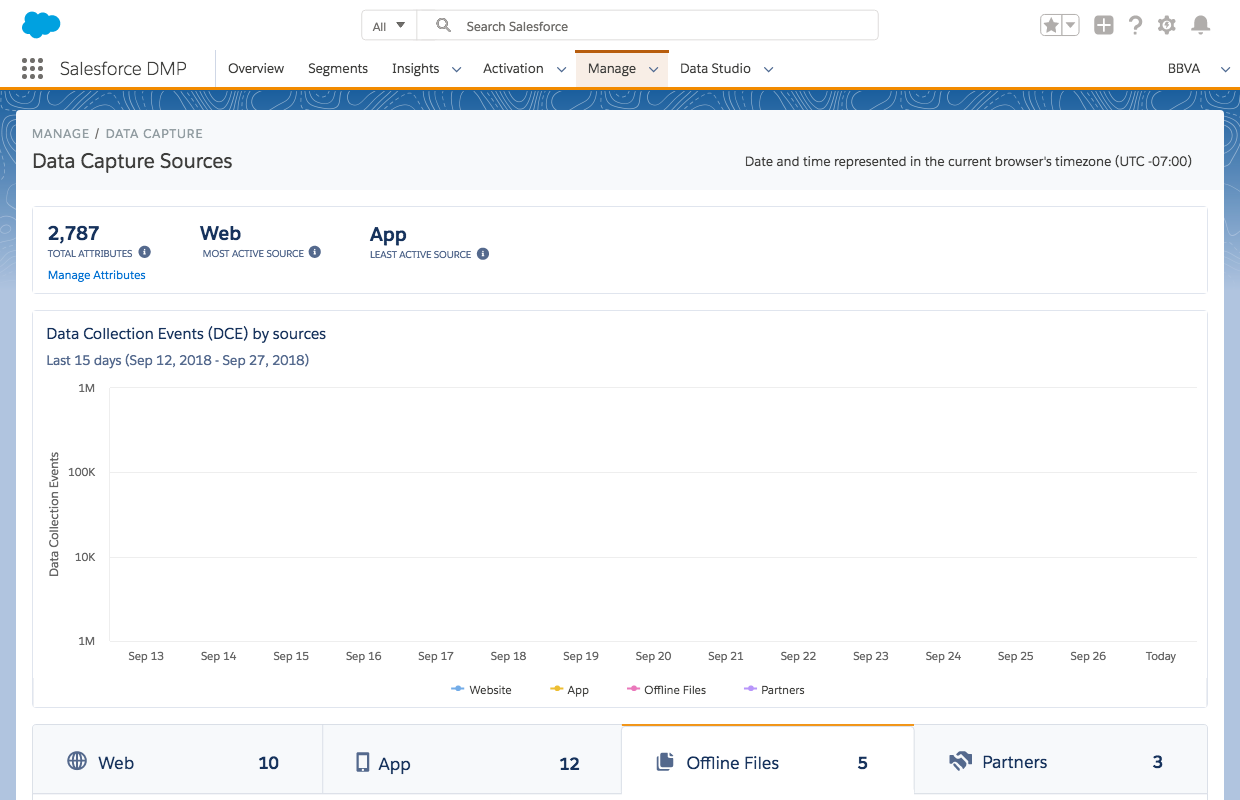 All
Search Salesforce
Salesforce DMP
Overview
Segments
Insights
Activation
Manage
Data Studio
BBVA
MANAGE / DATA CAPTURE
Data Capture Sources
Date and time represented in the current browser's timezone (UTC -07:00)
2,787
TOTAL ATTRIBUTES
Manage Attributes
Web
MOST ACTIVE SOURCE
App
LEAST ACTIVE SOURCE
Data Collection Events (DCE) by sources
Last 15 days (Sep 12, 2018 - Sep 27, 2018)
Data Collection Events
1M
100K
10K
1M
Sep 13
Sep 14
Sep 15
Sep 16
Sep 17
Sep 18
Sep 19
Sep 20
Sep 21
Sep 22
Sep 23
Sep 24
Sep 25
Sep 26
Today
Website
App
Offline Files
Partners
Web 10
App 12
Offline Files 5
Partners 3